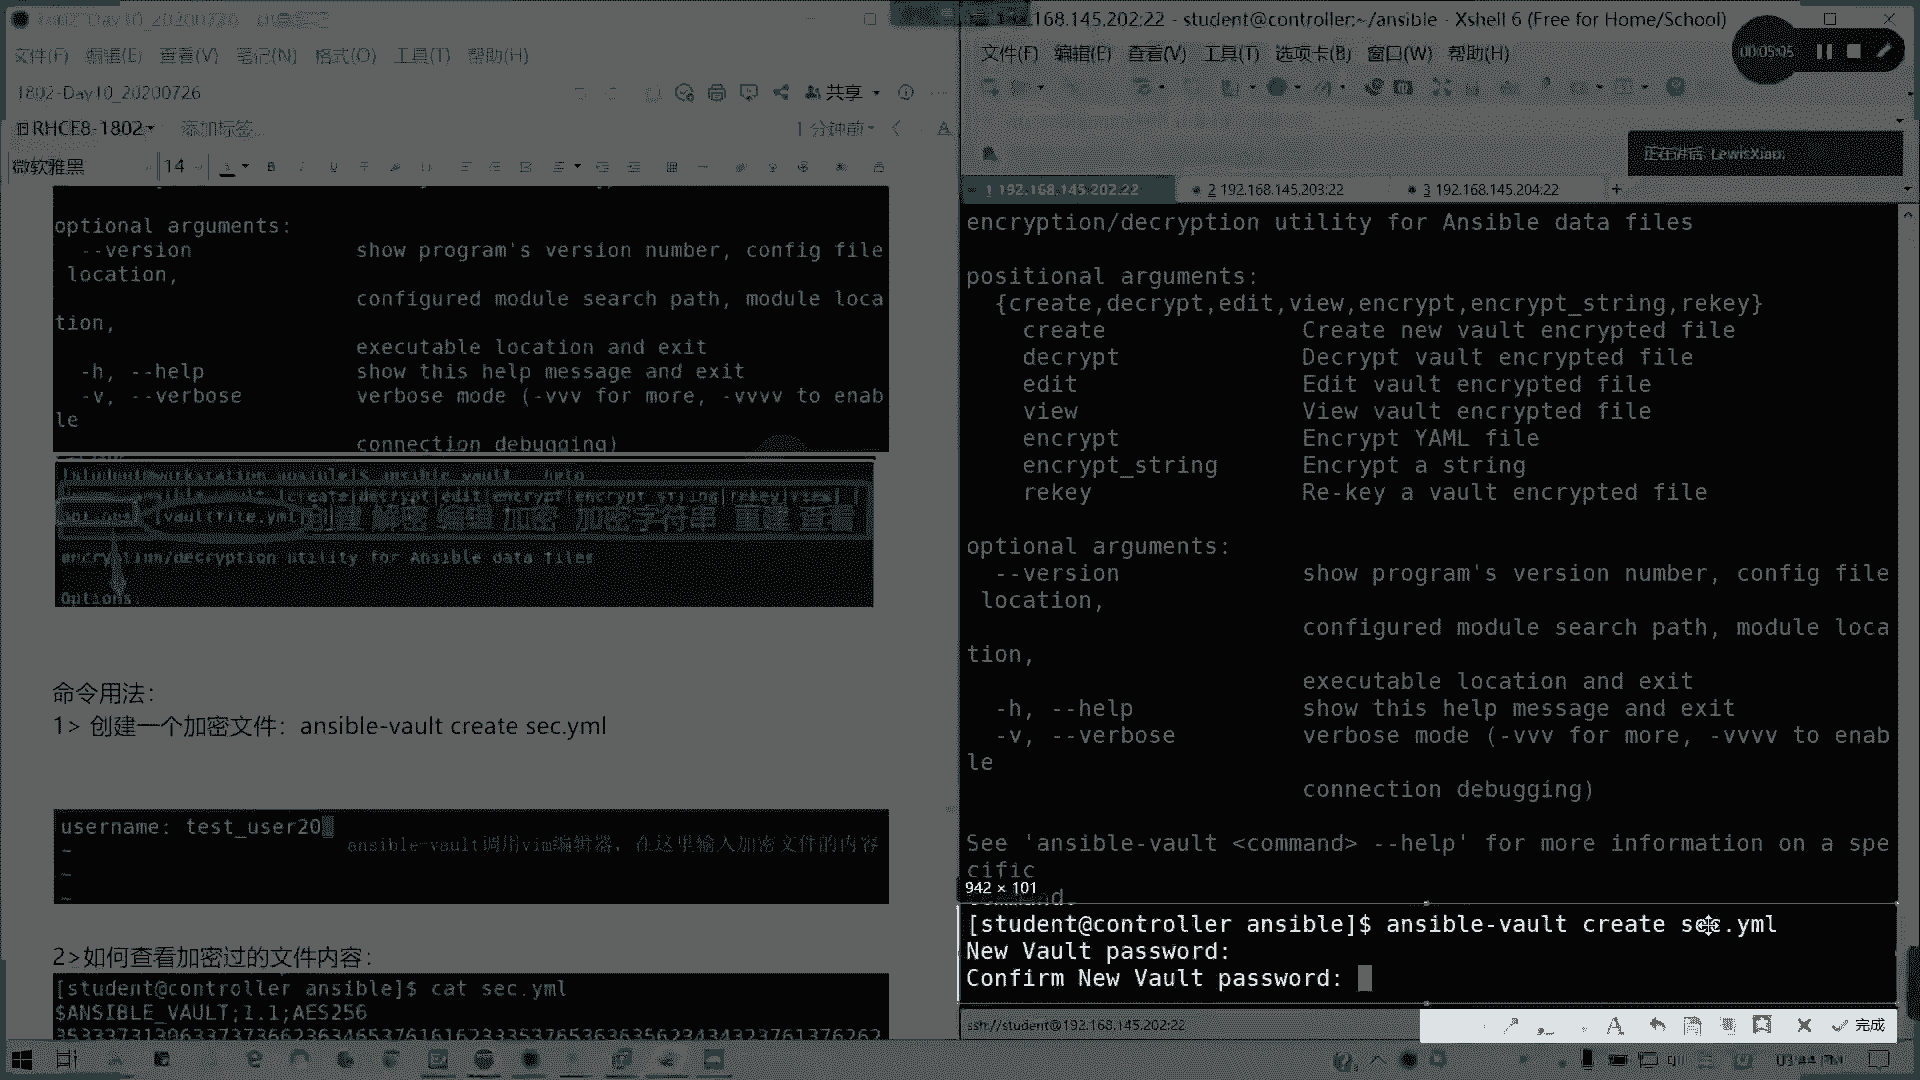 1802-Day10_20200726
文件(F) 编辑(E) 查看(V) 笔记(N) 格式(O) 工具(T) 帮助(H)
1802-Day10_20200726
共享
RHCE8-1802 添加标签...
1 分钟前
微软雅黑 14
optional arguments:
--version show program's version number, config file
location,
configured module search path, module loca
tion,
executable location and exit
-h, --help show this help message and exit
-v, --verbose verbose mode (-vvv for more, -vvvv to enab
le
connection debugging)
[student@workstation ansible]$ ansible-vault --help
[create|decrypt|edit|encrypt|encrypt_string|rekey|view] [
[vaultfile.yml] 创建 解密 编辑 加密 加密字符串 重建 查看
encryption/decryption utility for Ansible data files
Options:
命令用法：
1> 创建一个加密文件：ansible-vault create sec.yml
username: test_user20
~ ansible-vault调用vim编辑器，在这里输入加密文件的内容
~
2>如何查看加密过的文件内容：
[student@controller ansible]$ cat sec.yml
$ANSIBLE_VAULT;1.1;AES256
.168.145.202:22 - student@controller:~/ansible - Xshell 6 (Free for Home/School)
文件(F) 编辑(E) 查看(V) 工具(T) 选项卡(B) 窗口(W) 帮助(H)
00:05:05
正在讲话: LewisXiao;
1 192.168.145.202:22 2 192.168.145.203:22 3 192.168.145.204:22 +
encryption/decryption utility for Ansible data files
positional arguments:
{create,decrypt,edit,view,encrypt,encrypt_string,rekey}
create Create new vault encrypted file
decrypt Decrypt vault encrypted file
edit Edit vault encrypted file
view View vault encrypted file
encrypt Encrypt YAML file
encrypt_string Encrypt a string
rekey Re-key a vault encrypted file
optional arguments:
--version show program's version number, config file
location,
configured module search path, module loca
tion,
executable location and exit
-h, --help show this help message and exit
-v, --verbose verbose mode (-vvv for more, -vvvv to enab
le
connection debugging)
See 'ansible-vault <command> --help' for more information on a spe
cific
942 × 101
[student@controller ansible]$ ansible-vault create sec.yml
New Vault password:
Confirm New Vault password:
ssh://student@192.168.145.202:22
完成